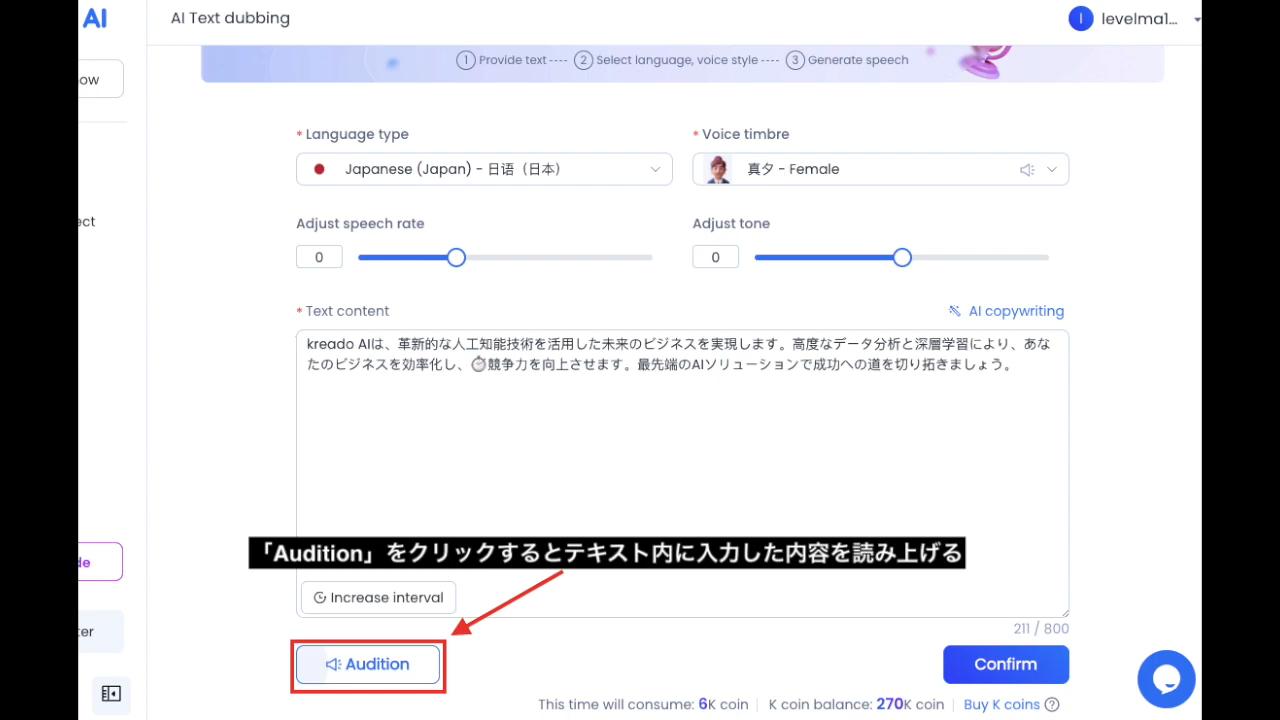 AI
AI Text dubbing
I
levelma1...
ow
1 Provide text ---- 2 Select language, voice style ---- 3 Generate speech
* Language type
* Voice timbre
Japanese (Japan) - 日语（日本）
真夕 - Female
ect
Adjust speech rate
Adjust tone
0
0
* Text content
AI copywriting
kreado AIは、革新的な人工知能技術を活用した未来のビジネスを実現します。高度なデータ分析と深層学習により、あな
たのビジネスを効率化し、⏱競争力を向上させます。最先端のAIソリューションで成功への道を切り拓きましょう。
「Audition」をクリックするとテキスト内に入力した内容を読み上げる
de
Increase interval
211 / 800
ter
Audition
Confirm
This time will consume: 6K coin | K coin balance: 270K coin | Buy K coins ?